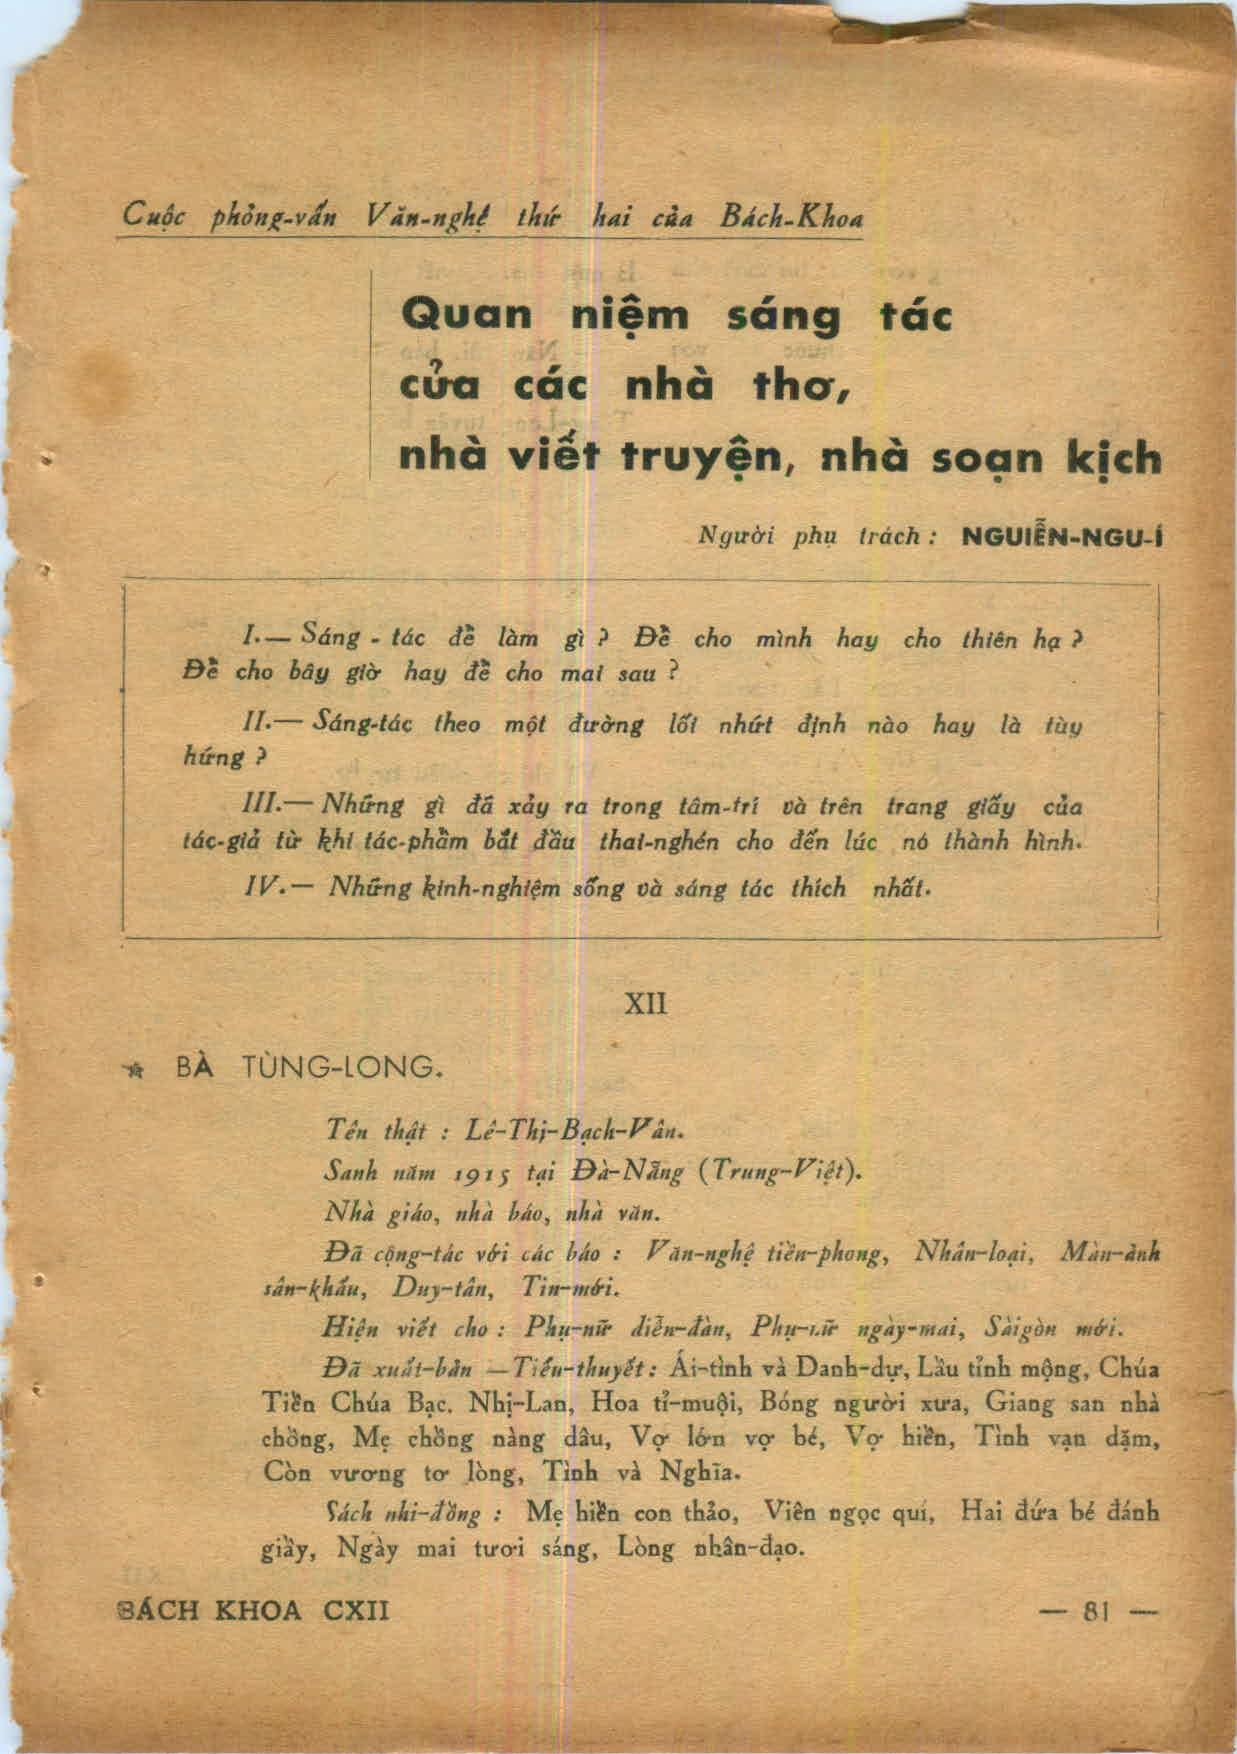 Cuộc phỏng-vấn Văn-nghệ thứ hai của Bách-Khoa
Quan niệm sáng tác
của các nhà thơ,
nhà viết truyện, nhà soạn kịch
Người phụ trách : NGUIỄN-NGU-Í
I.— Sáng - tác để làm gì ? Để cho mình hay cho thiên hạ ?
Để cho bây giờ hay để cho mai sau ?
II.— Sáng-tác theo một đường lối nhứt định nào hay là tùy
hứng ?
III.— Những gì đã xảy ra trong tâm-trí và trên trang giấy của
tác-giả từ khi tác-phẩm bắt đầu thai-nghén cho đến lúc nó thành hình.
IV.— Những kinh-nghiệm sống và sáng tác thích nhất.
XII
★ BÀ TÙNG-LONG.
Tên thật : Lê-Thị-Bạch-Vân.
Sanh năm 1915 tại Đà-Nẵng (Trung-Việt).
Nhà giáo, nhà báo, nhà văn.
Đã cộng-tác với các báo : Văn-nghệ tiền-phong, Nhân-loại, Màn-ảnh
sân-khấu, Duy-tân, Tin-mới.
Hiện viết cho : Phụ-nữ diễn-đàn, Phụ-nữ ngày-mai, Sàigòn mới.
Đã xuất-bản — Tiểu-thuyết : Ái-tình và Danh-dự, Lầu tỉnh mộng, Chúa
Tiền Chúa Bạc. Nhị-Lan, Hoa tỉ-muội, Bóng người xưa, Giang san nhà
chồng, Mẹ chồng nàng dâu, Vợ lớn vợ bé, Vợ hiền, Tình vạn dặm,
Còn vương tơ lòng, Tình và Nghĩa.
Sách nhi-đồng : Mẹ hiền con thảo, Viên ngọc quí, Hai đứa bé đánh
giầy, Ngày mai tươi sáng, Lòng nhân-đạo.
BÁCH KHOA CXII — 81 —